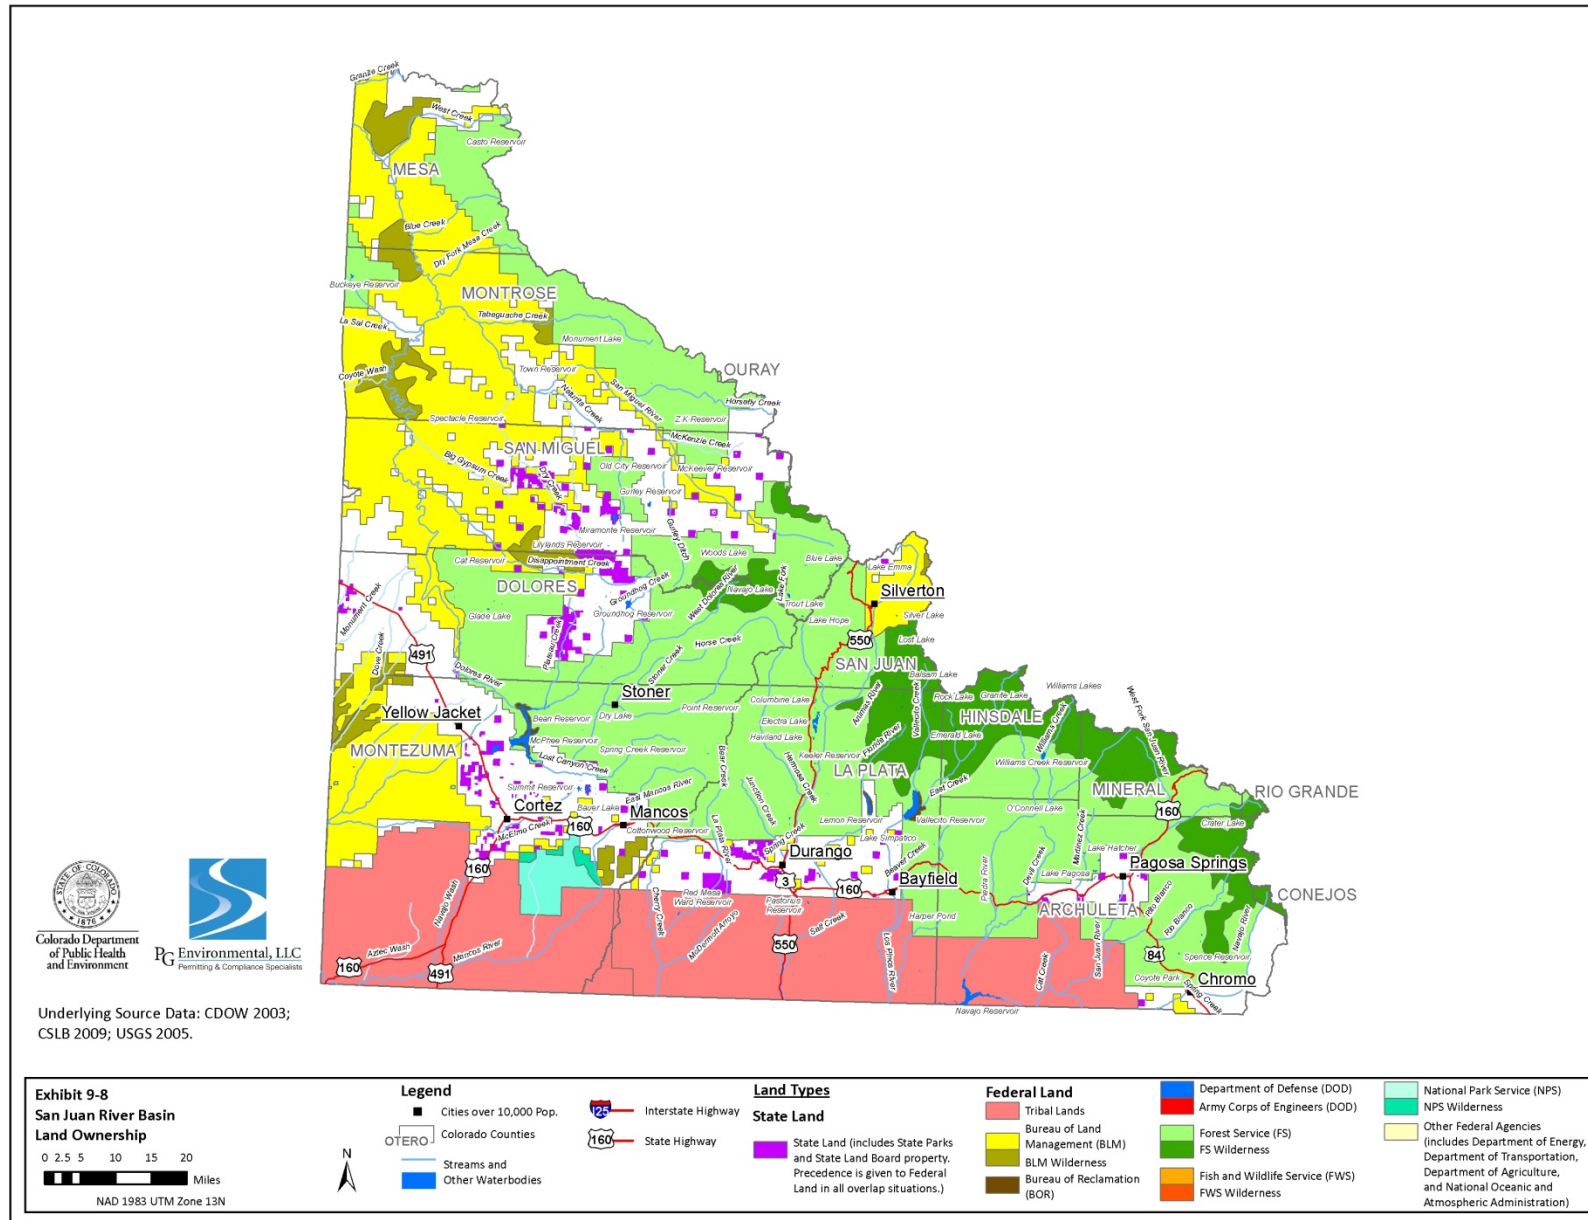 Granite Creek
West Creek
Casto Reservoir
MESA
Blue Creek
Dry Fork Mesa Creek
Buckeye Reservoir
MONTROSE
La Sal Creek
Tabeguache Creek
Monument Lake
Coyote Wash
Town Reservoir
OURAY
Naturita Creek
San Miguel River
Horsefly Creek
Spectacle Reservoir
Z K Reservoir
SAN MIGUEL
McKenzie Creek
Big Gypsum Creek
Dry Creek
Old City Reservoir
McKeever Reservoir
Gurley Reservoir
Miramonte Reservoir
Gurley Ditch
Lilylands Reservoir
Woods Lake
Blue Lake
Cat Reservoir
Disappointment Creek
Lake Emma
DOLORES
Groundhog Creek
West Dolores River
Navajo Lake
Lake Fork
Silverton
Monument Creek
Glade Lake
Groundhog Reservoir
Trout Lake
Silver Lake
Lake Hope
Plateau Creek
Horse Creek
550
Lost Lake
Dove Creek
491
Stoner Creek
SAN JUAN
Dolores River
Balsam Lake
Williams Lakes
Stoner
Columbine Lake
Animas River
Vallecito Creek
Rock Lake
Granite Lake
West Fork San Juan River
Yellow Jacket
Bean Reservoir
Dry Lake
Point Reservoir
Electra Lake
HINSDALE
Williams Creek
McPhee Reservoir
Haviland Lake
Florida River
Emerald Lake
MONTEZUMA
Spring Creek Reservoir
Keeler Reservoir
Lost Canyon Creek
Bear Creek
Hermosa Creek
LA PLATA
Williams Creek Reservoir
Summit Reservoir
East Mancos River
Junction Creek
East Creek
MINERAL
RIO GRANDE
Cortez
Bauer Lake
Mancos
O'Connell Lake
160
McElmo Creek
160
Cottonwood Reservoir
La Plata River
Lemon Reservoir
Vallecito Reservoir
Crater Lake
Spring Creek
Lake Simpatico
Martinez Creek
Lake Hatcher
160
Durango
Beaver Creek
Devil Creek
Pagosa Springs
Piedra River
Lake Pagosa
3
160
Bayfield
Navajo Wash
Cherry Creek
Red Mesa
Ward Reservoir
Pastorius
Reservoir
ARCHULETA
Rito Blanco
CONEJOS
Harper Pond
Rio Blanco
Navajo River
Aztec Wash
Mancos River
McDermott Arroyo
Salt Creek
550
Los Pinos River
San Juan River
84
Spence Reservoir
160
491
Cat Creek
Coyote Park
Chromo
Spring Creek
Navajo Reservoir
STATE OF COLORADO
1876
Colorado Department
of Public Health
and Environment
PG Environmental, LLC
Permitting & Compliance Specialists
Underlying Source Data: CDOW 2003;
CSLB 2009; USGS 2005.
Exhibit 9-8
San Juan River Basin
Land Ownership
0 2.5 5 10 15 20
Miles
NAD 1983 UTM Zone 13N
N
Legend
Cities over 10,000 Pop.
OTERO
Colorado Counties
Streams and
Other Waterbodies
125
Interstate Highway
160
State Highway
Land Types
State Land
State Land (includes State Parks
and State Land Board property.
Precedence is given to Federal
Land in all overlap situations.)
Federal Land
Tribal Lands
Bureau of Land
Management (BLM)
BLM Wilderness
Bureau of Reclamation
(BOR)
Department of Defense (DOD)
Army Corps of Engineers (DOD)
Forest Service (FS)
FS Wilderness
Fish and Wildlife Service (FWS)
FWS Wilderness
National Park Service (NPS)
NPS Wilderness
Other Federal Agencies
(includes Department of Energy,
Department of Transportation,
Department of Agriculture,
and National Oceanic and
Atmospheric Administration)